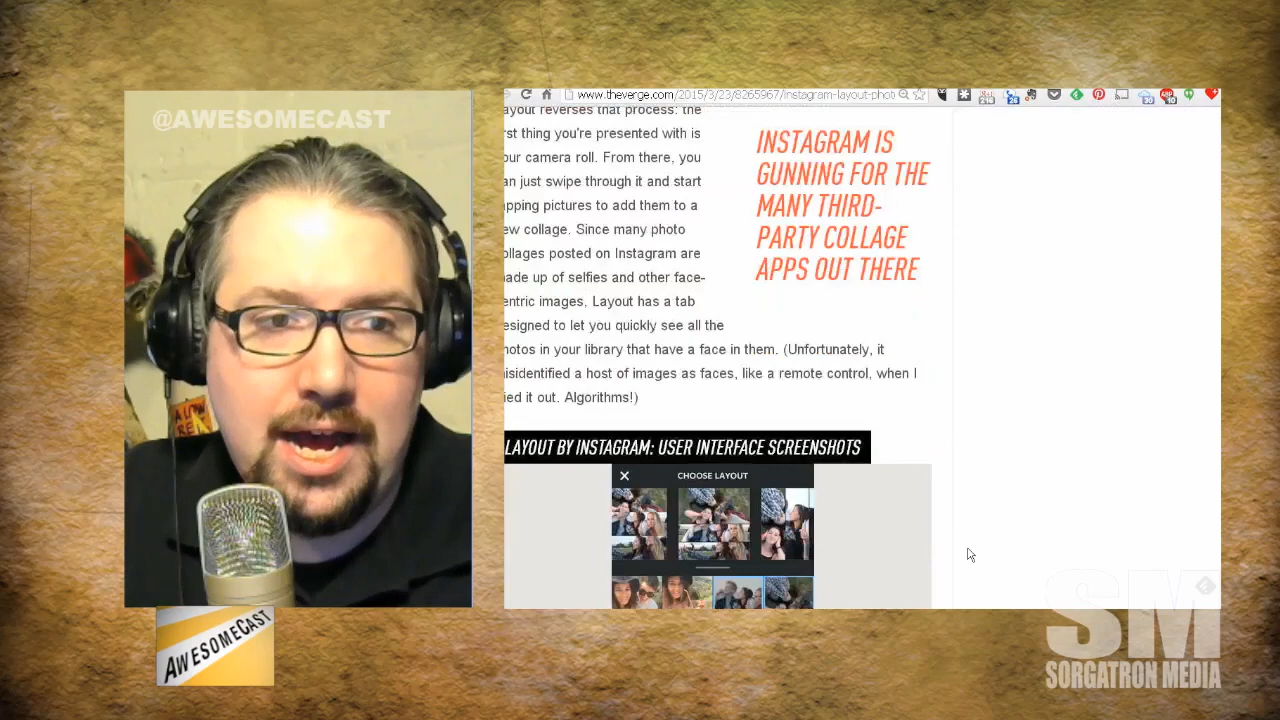 @AWESOMECAST
www.theverge.com/2015/3/23/8265967/instagram-layout-phot
ayout reverses that process: the
rst thing you're presented with is
our camera roll. From there, you
an just swipe through it and start
pping pictures to add them to a
ew collage. Since many photo
ollages posted on Instagram are
ade up of selfies and other face-
entric images, Layout has a tab
esigned to let you quickly see all the
hotos in your library that have a face in them. (Unfortunately, it
isidentified a host of images as faces, like a remote control, when I
ied it out. Algorithms!)
INSTAGRAM IS
GUNNING FOR THE
MANY THIRD-
PARTY COLLAGE
APPS OUT THERE
LAYOUT BY INSTAGRAM: USER INTERFACE SCREENSHOTS
CHOOSE LAYOUT
AWESOMECAST
SM
SORGATRON MEDIA